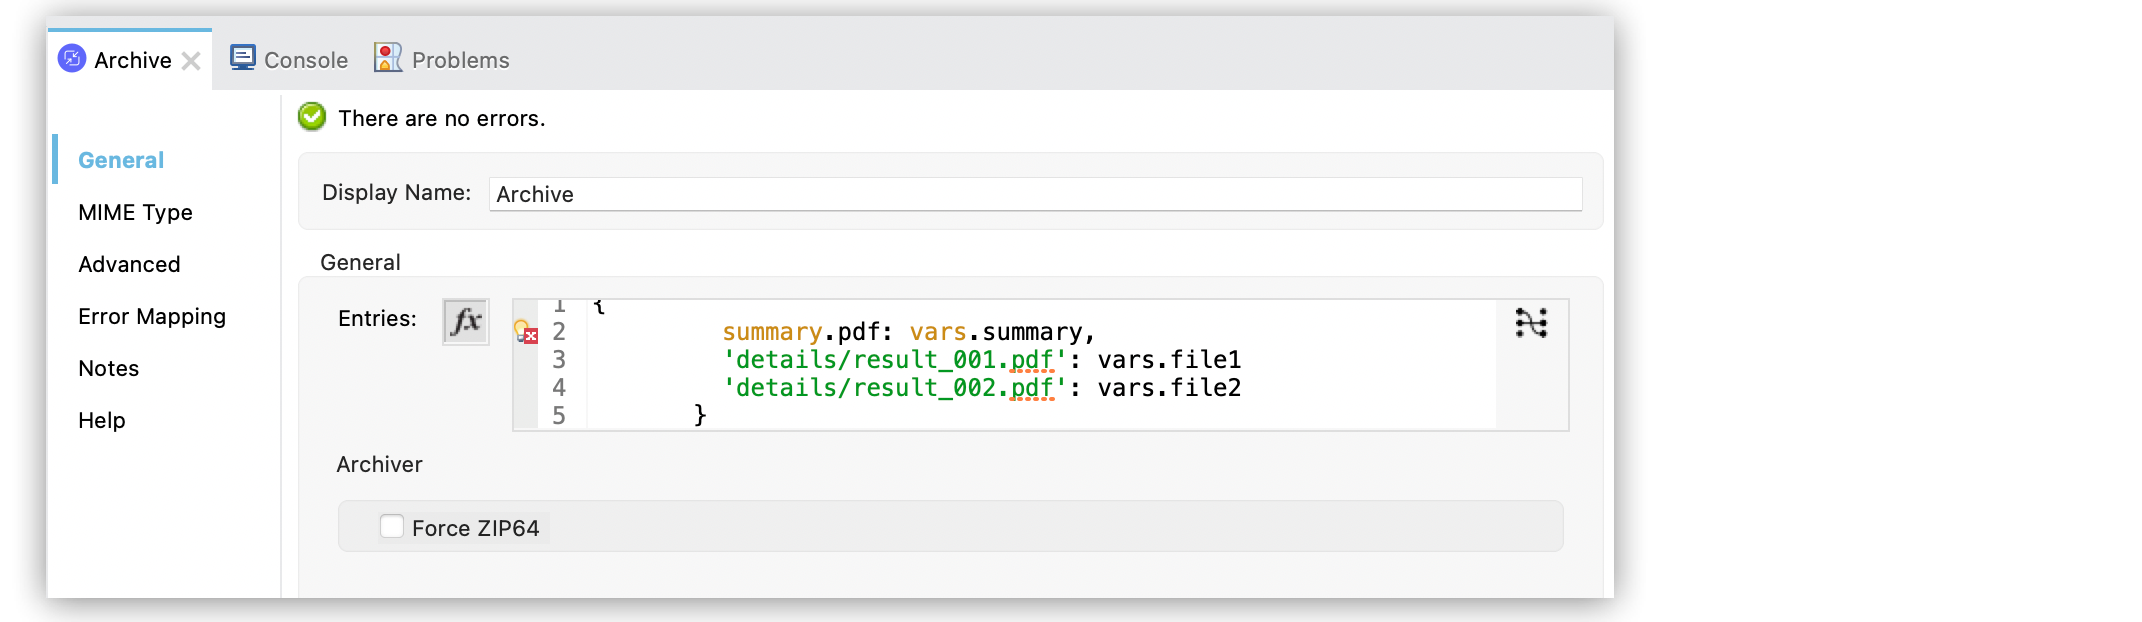 Archive Console Problems
There are no errors.
General
MIME Type
Advanced
Error Mapping
Notes
Help
Display Name: Archive
General
Entries: fx
1 {
2 summary.pdf: vars.summary,
3 'details/result_001.pdf': vars.file1
4 'details/result_002.pdf': vars.file2
5 }
Archiver
Force ZIP64